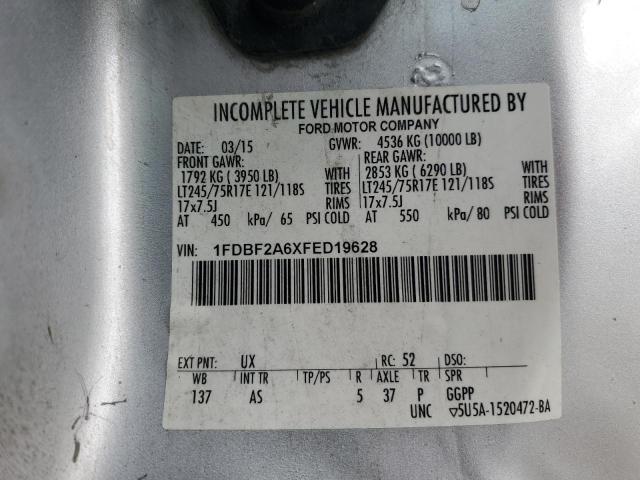 INCOMPLETE VEHICLE MANUFACTURED BY
FORD MOTOR COMPANY
DATE: 03/15 GVWR: 4536 KG (10000 LB)
FRONT GAWR: REAR GAWR:
1792 KG ( 3950 LB) WITH 2853 KG ( 6290 LB) WITH
LT245/75R17E 121/118S TIRES LT245/75R17E 121/118S TIRES
17x7.5J RIMS 17x7.5J RIMS
AT 450 kPa/ 65 PSI COLD AT 550 kPa/ 80 PSI COLD
VIN: 1FDBF2A6XFED19628
EXT PNT: UX RC: 52 DSO:
WB INT TR TP/PS R AXLE TR SPR
137 AS 5 37 P GGPP
UNC ▽5U5A-1520472-BA